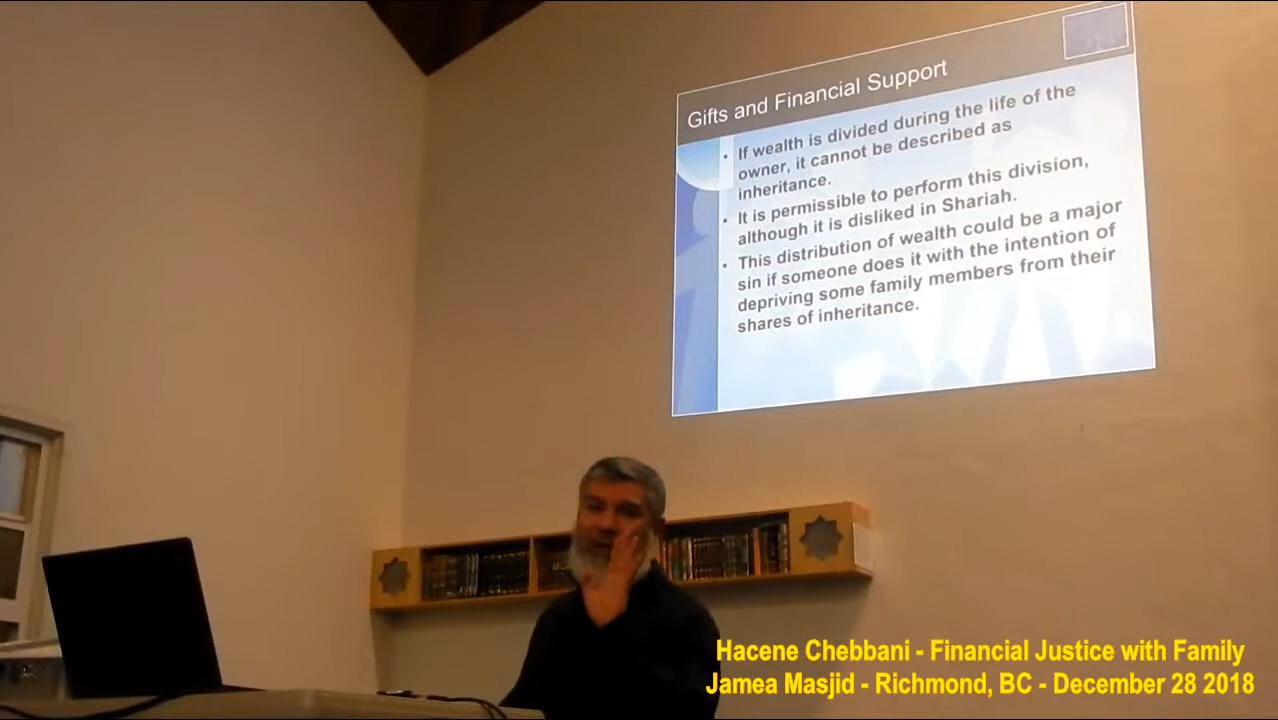 Gifts and Financial Support
• If wealth is divided during the life of the
owner, it cannot be described as
inheritance.
• It is permissible to perform this division,
although it is disliked in Shariah.
• This distribution of wealth could be a major
sin if someone does it with the intention of
depriving some family members from their
shares of inheritance.
Hacene Chebbani - Financial Justice with Family
Jamea Masjid - Richmond, BC - December 28 2018